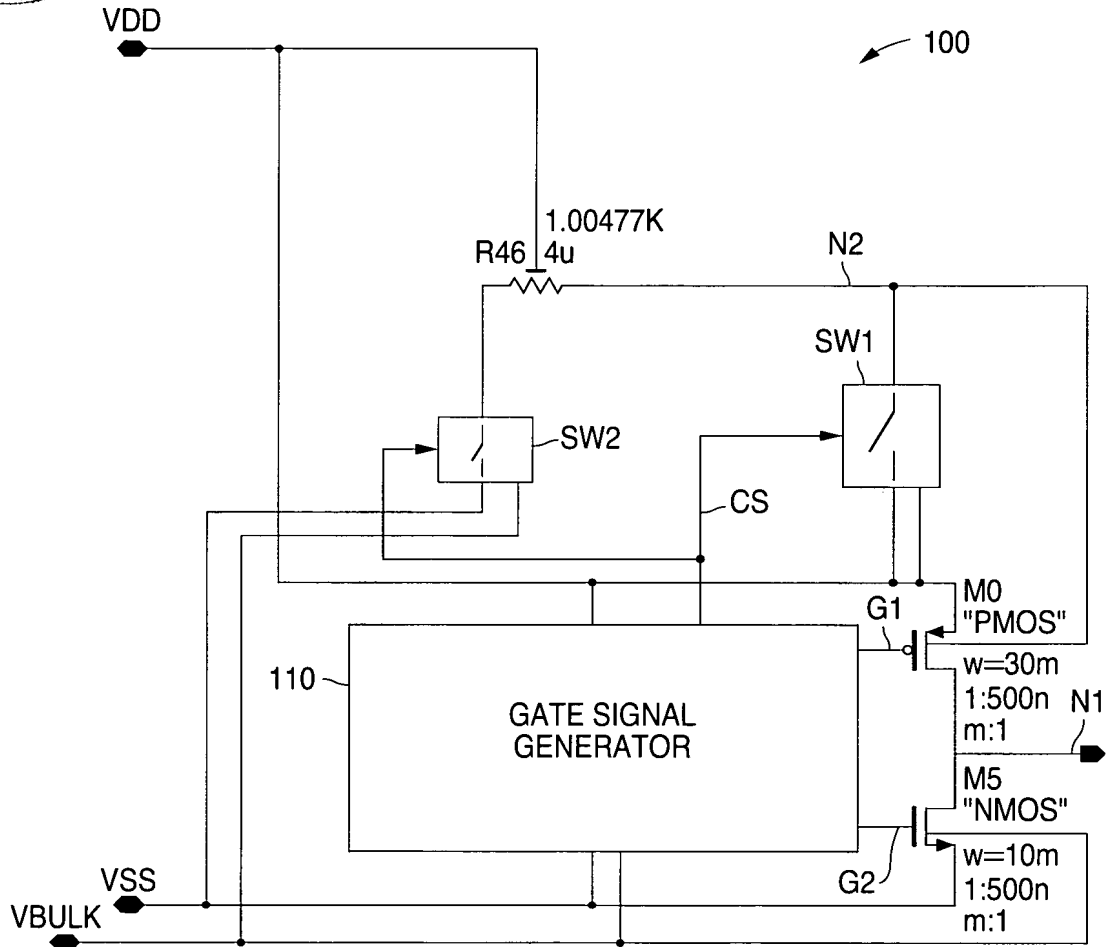 VDD
100
1.00477K
R46 4u
N2
SW1
SW2
CS
M0
"PMOS"
G1
w=30m
1:500n
m:1
N1
110
GATE SIGNAL
GENERATOR
M5
"NMOS"
G2
w=10m
1:500n
m:1
VSS
VBULK